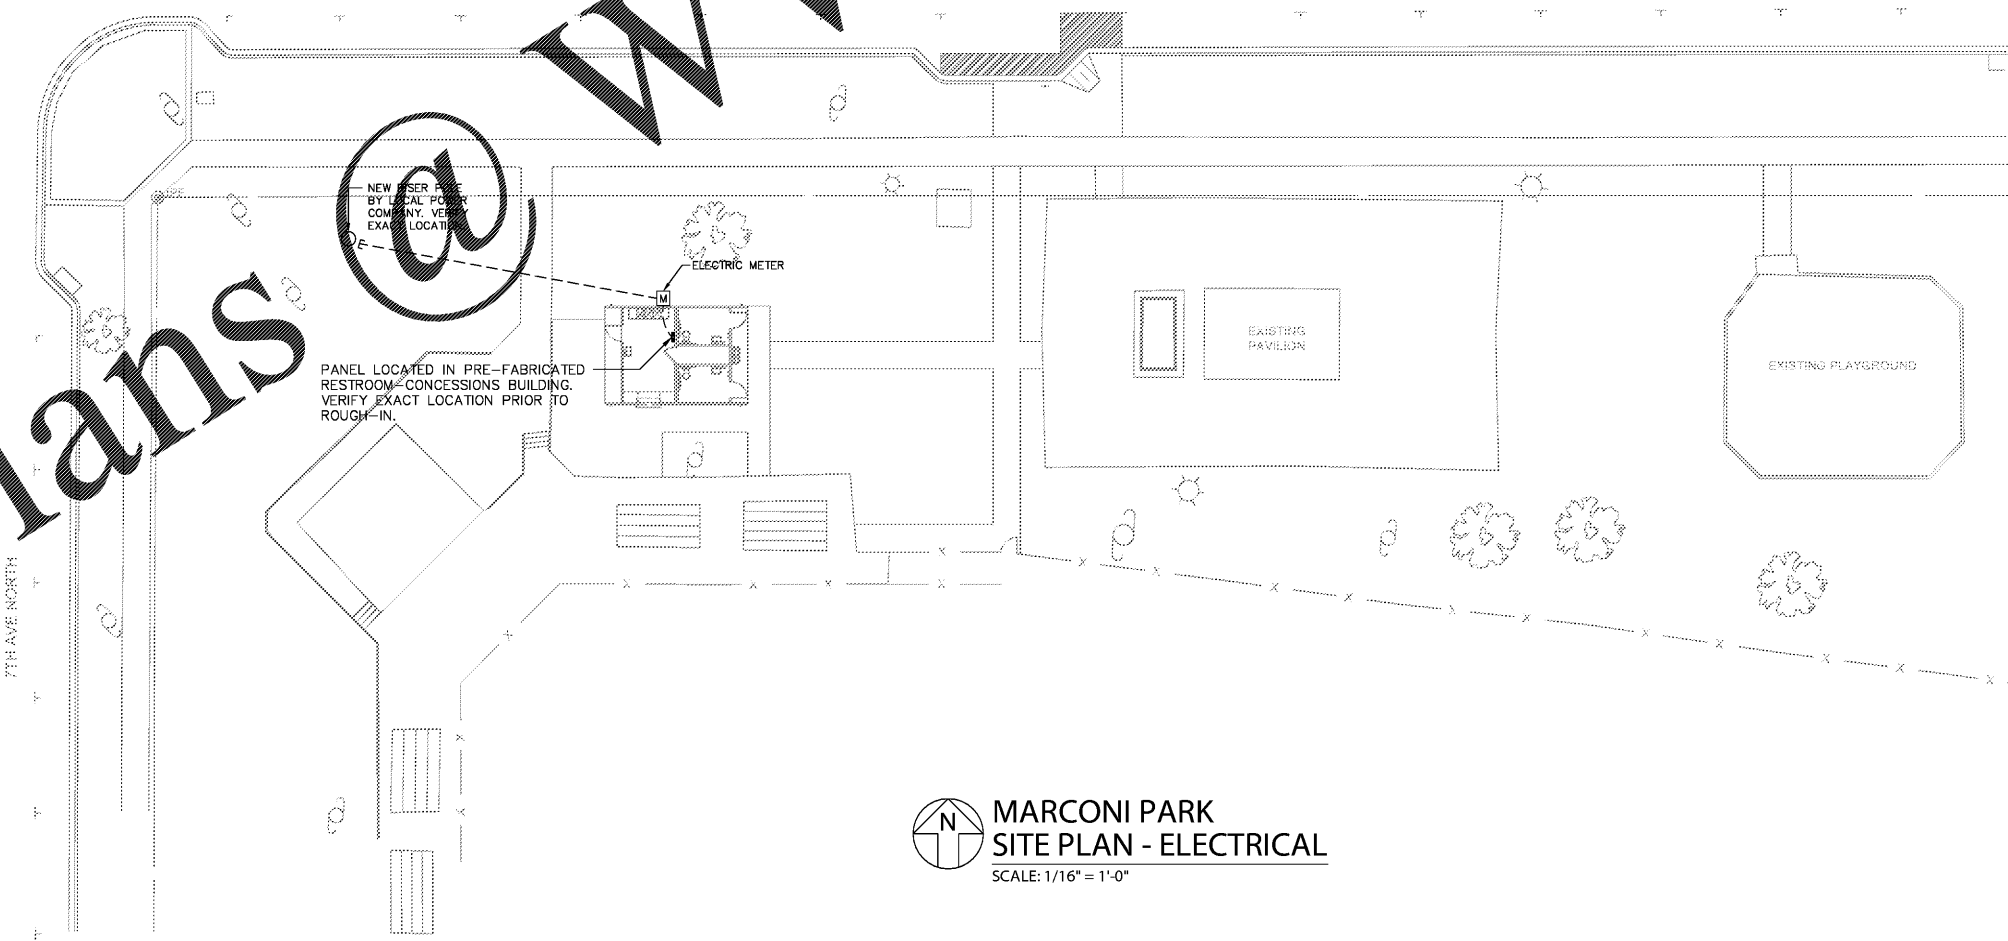 NEW RISER POLE
BY LOCAL POWER
COMPANY. VERIFY
EXACT LOCATION.
E
ELECTRIC METER
M
PANEL LOCATED IN PRE-FABRICATED
RESTROOM-CONCESSIONS BUILDING.
VERIFY EXACT LOCATION PRIOR TO
ROUGH-IN.
EXISTING
PAVILION
EXISTING PLAYGROUND
7TH AVE NORTH
lans @ w
N
MARCONI PARK
SITE PLAN - ELECTRICAL
SCALE: 1/16" = 1'-0"